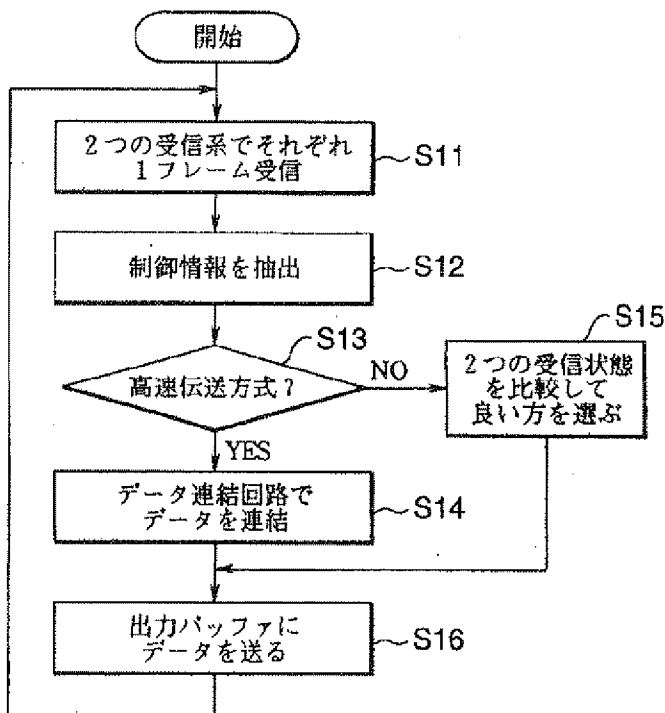 開始
2つの受信系でそれぞれ
1フレーム受信
S11
制御情報を抽出
S12
S13
高速伝送方式?
NO
S15
2つの受信状態
を比較して
良い方を選ぶ
YES
データ連結回路で
データを連結
S14
出力バッファに
データを送る
S16